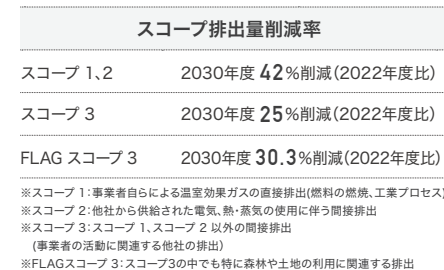 スコープ排出量削減率
スコープ 1、2 2030年度 42%削減(2022年度比)
スコープ 3 2030年度 25%削減(2022年度比)
FLAG スコープ 3 2030年度 30.3%削減(2022年度比)
※スコープ 1:事業者自らによる温室効果ガスの直接排出(燃料の燃焼、工業プロセス)
※スコープ 2:他社から供給された電気、熱・蒸気の使用に伴う間接排出
※スコープ 3:スコープ 1、スコープ 2 以外の間接排出
(事業者の活動に関連する他社の排出)
※FLAGスコープ 3:スコープ3の中でも特に森林や土地の利用に関連する排出